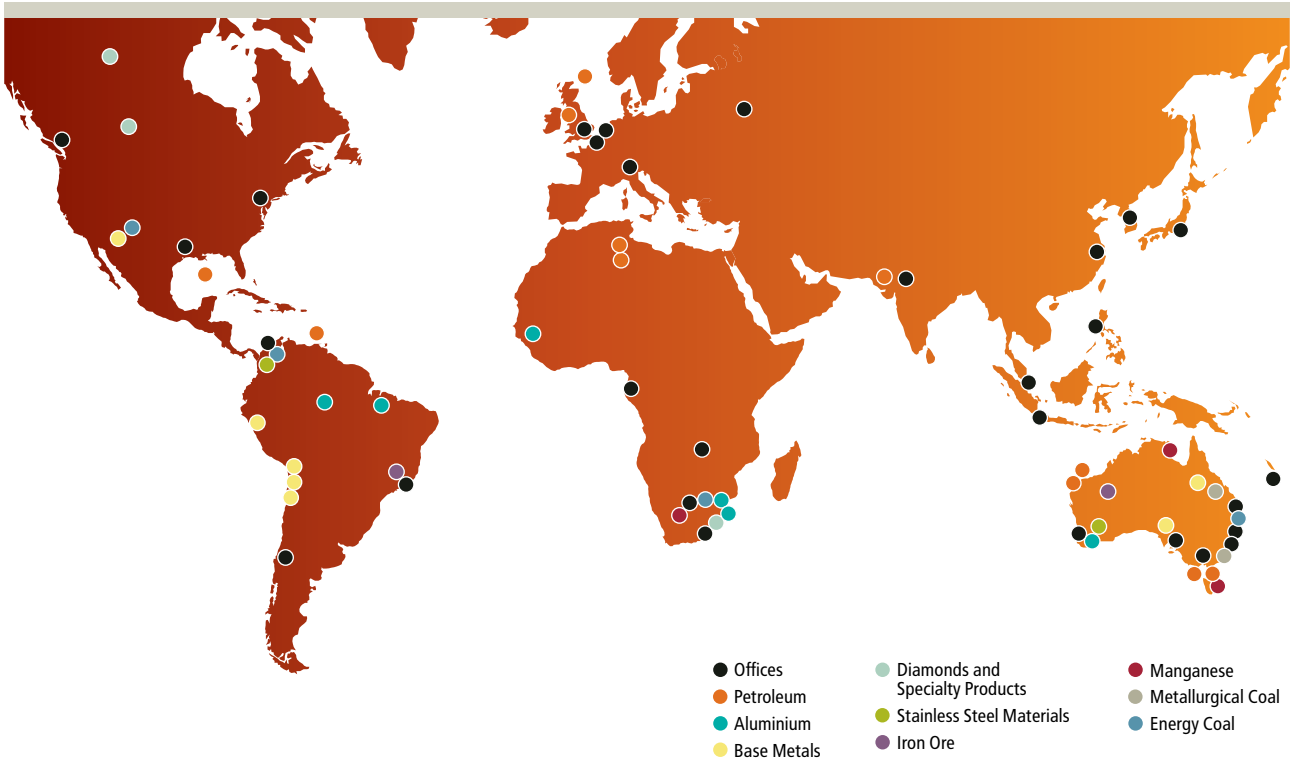 Offices
Petroleum
Aluminium
Base Metals
Diamonds and
Specialty Products
Stainless Steel Materials
Iron Ore
Manganese
Metallurgical Coal
Energy Coal